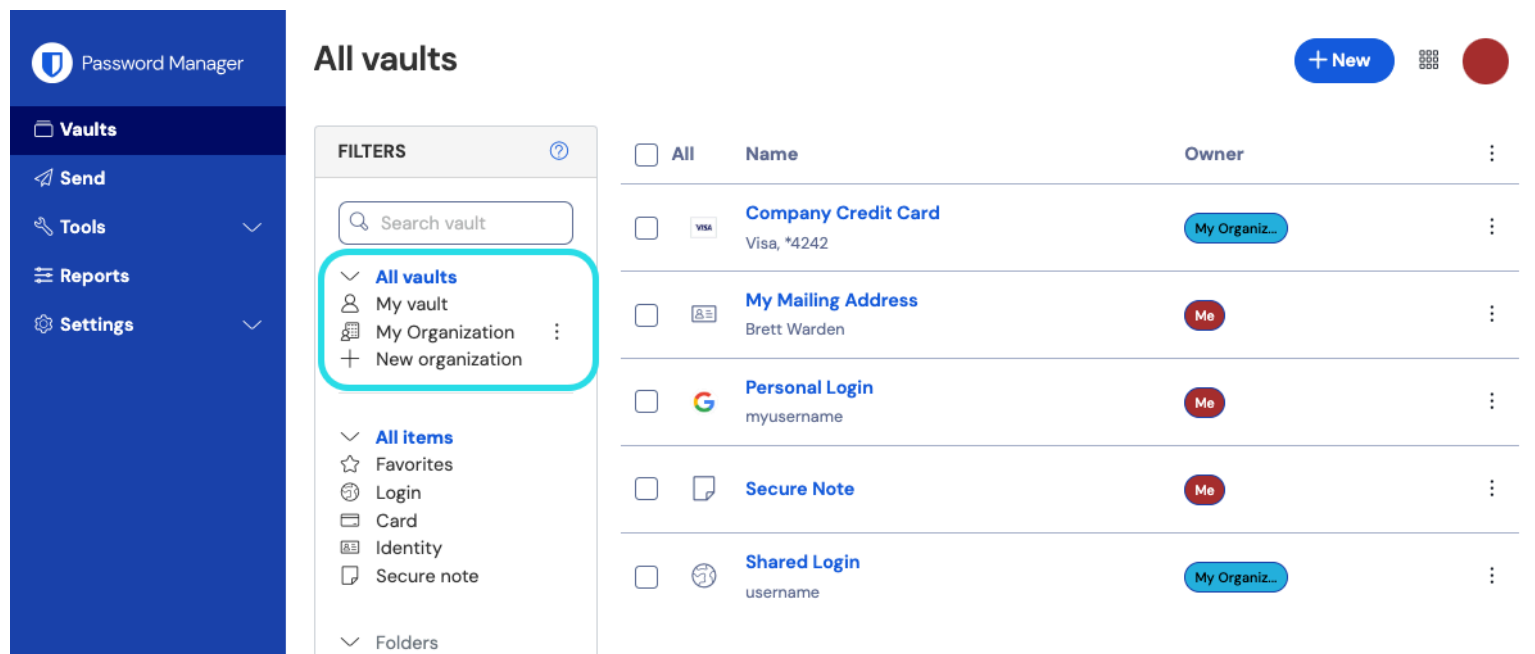 Password Manager
Vaults
Send
Tools
Reports
Settings
All vaults
New
FILTERS
Search vault
All vaults
My vault
My Organization
New organization
All items
Favorites
Login
Card
Identity
Secure note
Folders
All Name Owner
VISA
Company Credit Card
Visa, *4242
My Organiz...
My Mailing Address
Brett Warden
Me
Personal Login
myusername
Me
Secure Note
Me
Shared Login
username
My Organiz...